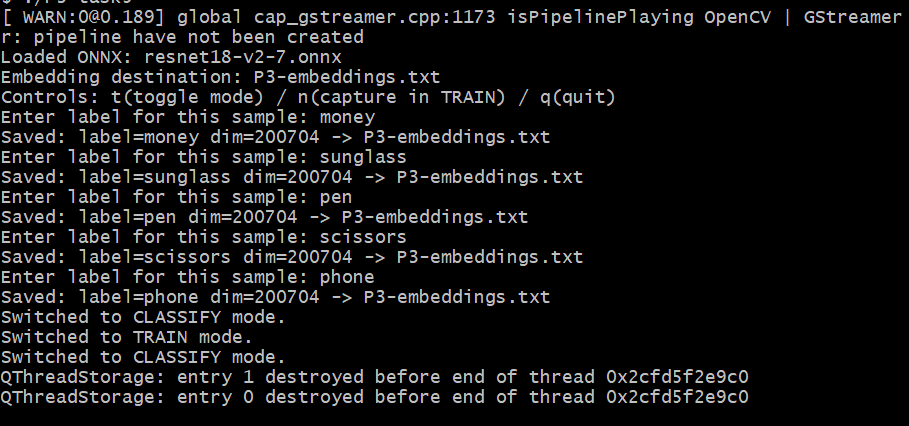 [ WARN:0@0.189] global cap_gstreamer.cpp:1173 isPipelinePlaying OpenCV | GStreamer
r: pipeline have not been created
Loaded ONNX: resnet18-v2-7.onnx
Embedding destination: P3-embeddings.txt
Controls: t(toggle mode) / n(capture in TRAIN) / q(quit)
Enter label for this sample: money
Saved: label=money dim=200704 -> P3-embeddings.txt
Enter label for this sample: sunglass
Saved: label=sunglass dim=200704 -> P3-embeddings.txt
Enter label for this sample: pen
Saved: label=pen dim=200704 -> P3-embeddings.txt
Enter label for this sample: scissors
Saved: label=scissors dim=200704 -> P3-embeddings.txt
Enter label for this sample: phone
Saved: label=phone dim=200704 -> P3-embeddings.txt
Switched to CLASSIFY mode.
Switched to TRAIN mode.
Switched to CLASSIFY mode.
QThreadStorage: entry 1 destroyed before end of thread 0x2cfd5f2e9c0
QThreadStorage: entry 0 destroyed before end of thread 0x2cfd5f2e9c0